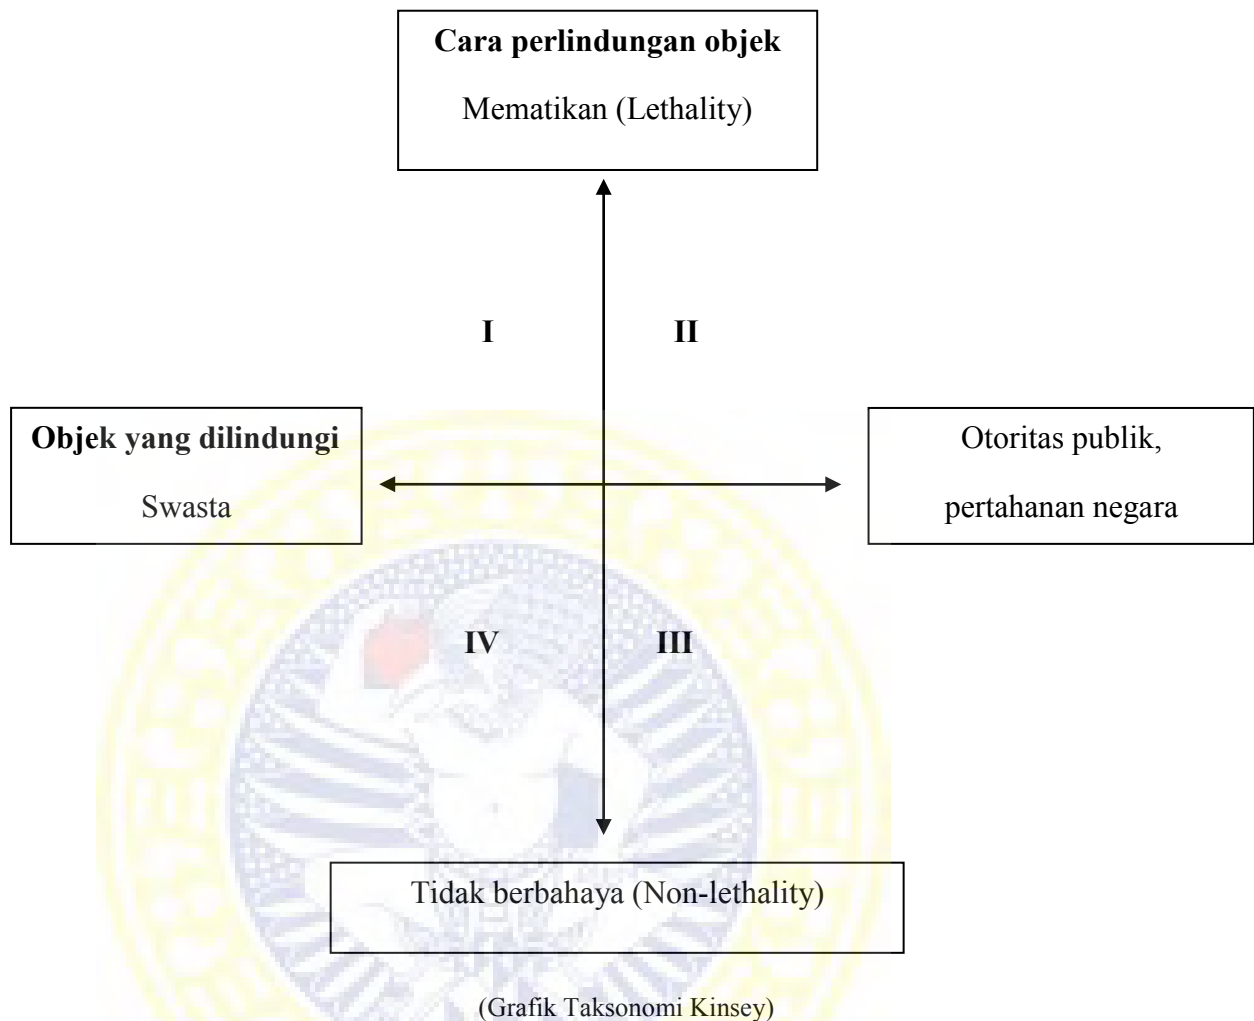 Cara perlindungan objek
Mematikan (Lethality)
I
II
Objek yang dilindungi
Swasta
Otoritas publik,
pertahanan negara
IV
III
Tidak berbahaya (Non-lethality)
(Grafik Taksonomi Kinsey)